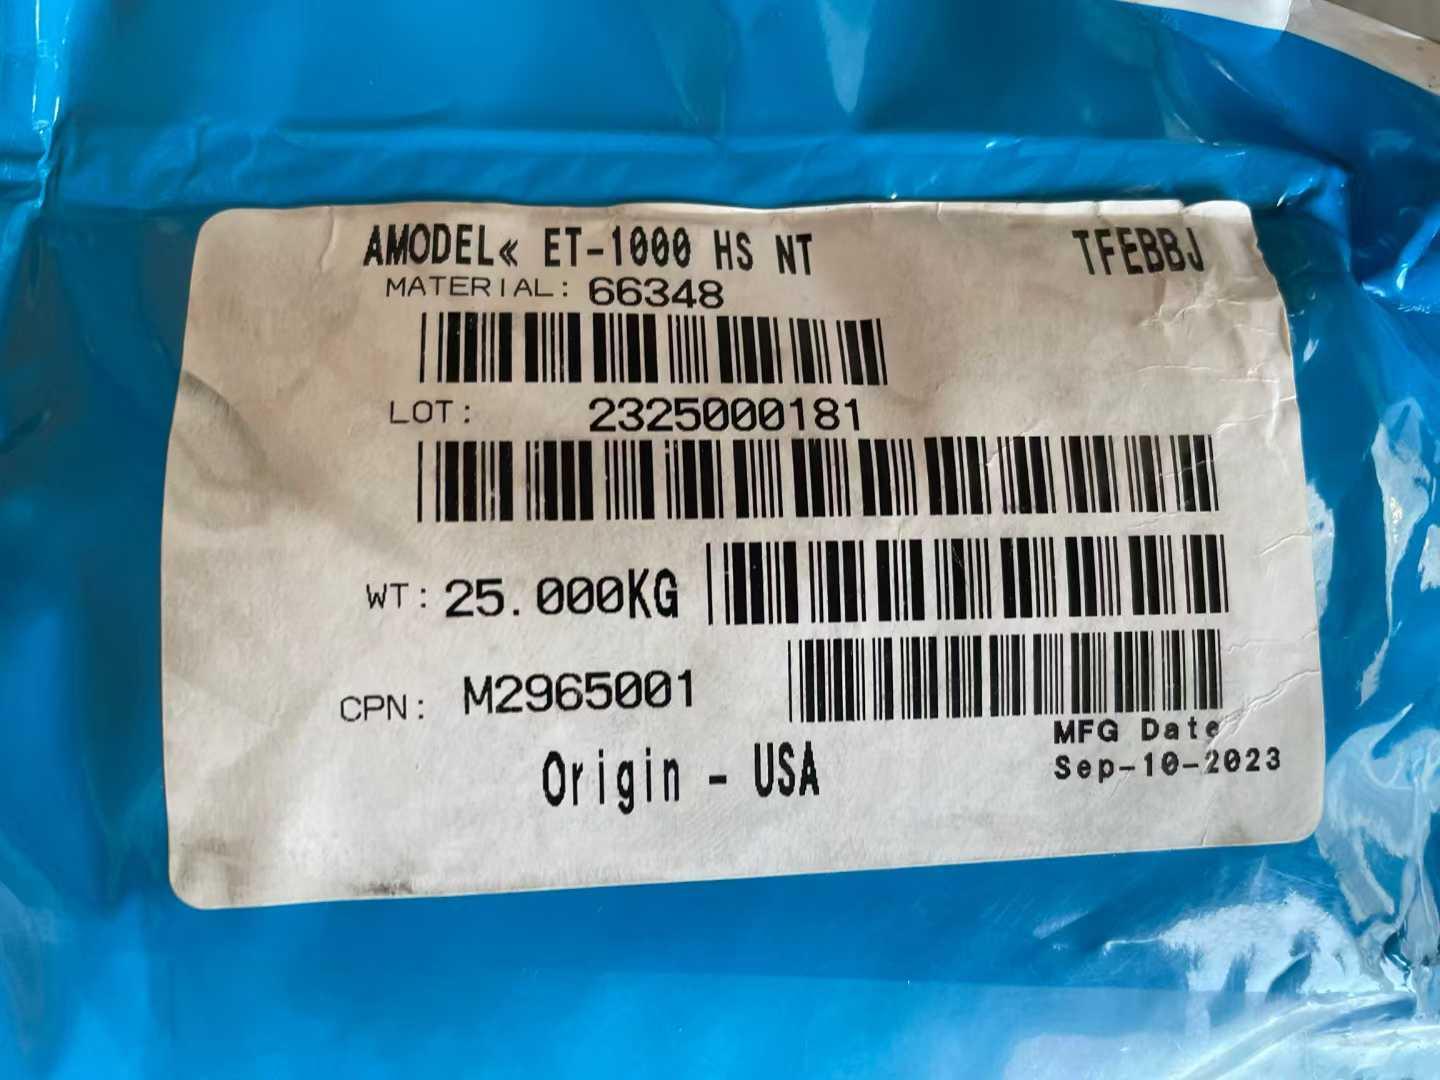 AMODEL« ET-1000 HS NT
TFEBBJ
MATERIAL: 66348
LOT: 2325000181
WT: 25.000KG
CPN: M2965001
MFG Date
Sep-10-2023
Origin - USA